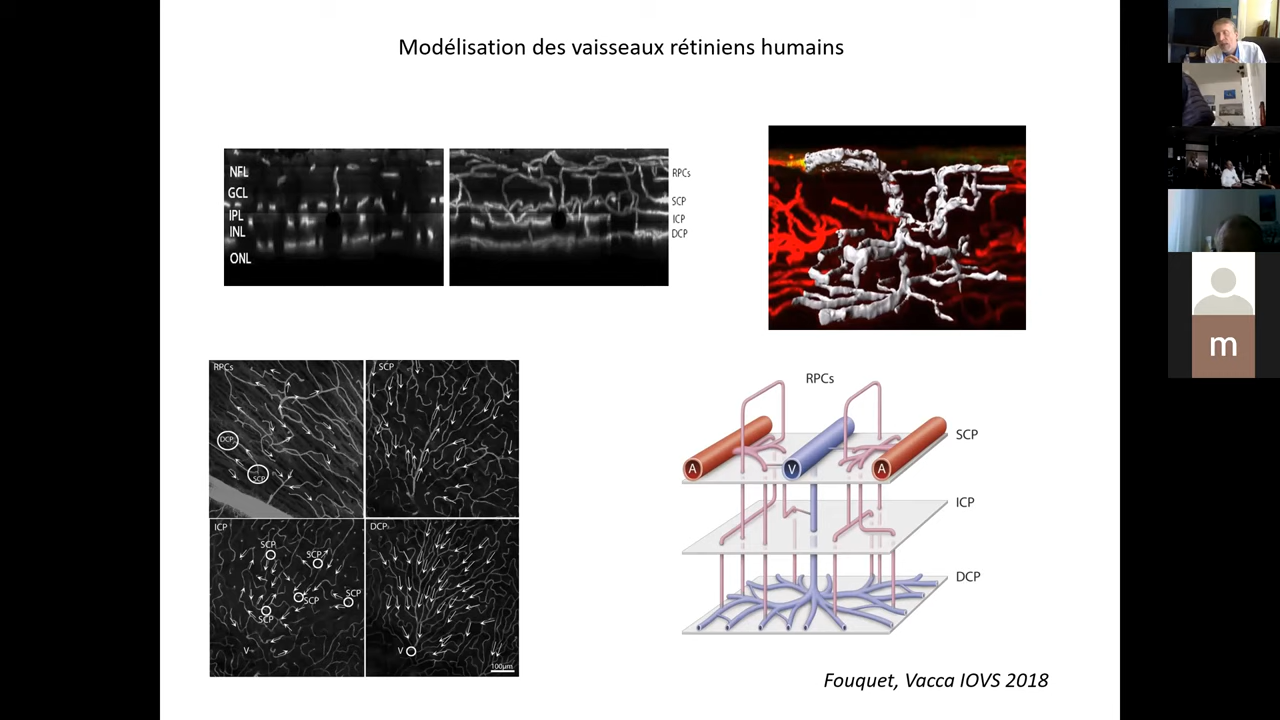 Modélisation des vaisseaux rétiniens humains
NFL
GCL
IPL
INL
ONL
RPCs
SCP
ICP
DCP
RPCs
DCP
SCP
SCP
ICP
SCP
SCP
SCP
SCP
SCP
V
DCP
V
100µm
RPCs
SCP
A
V
A
ICP
DCP
Fouquet, Vacca IOVS 2018
m